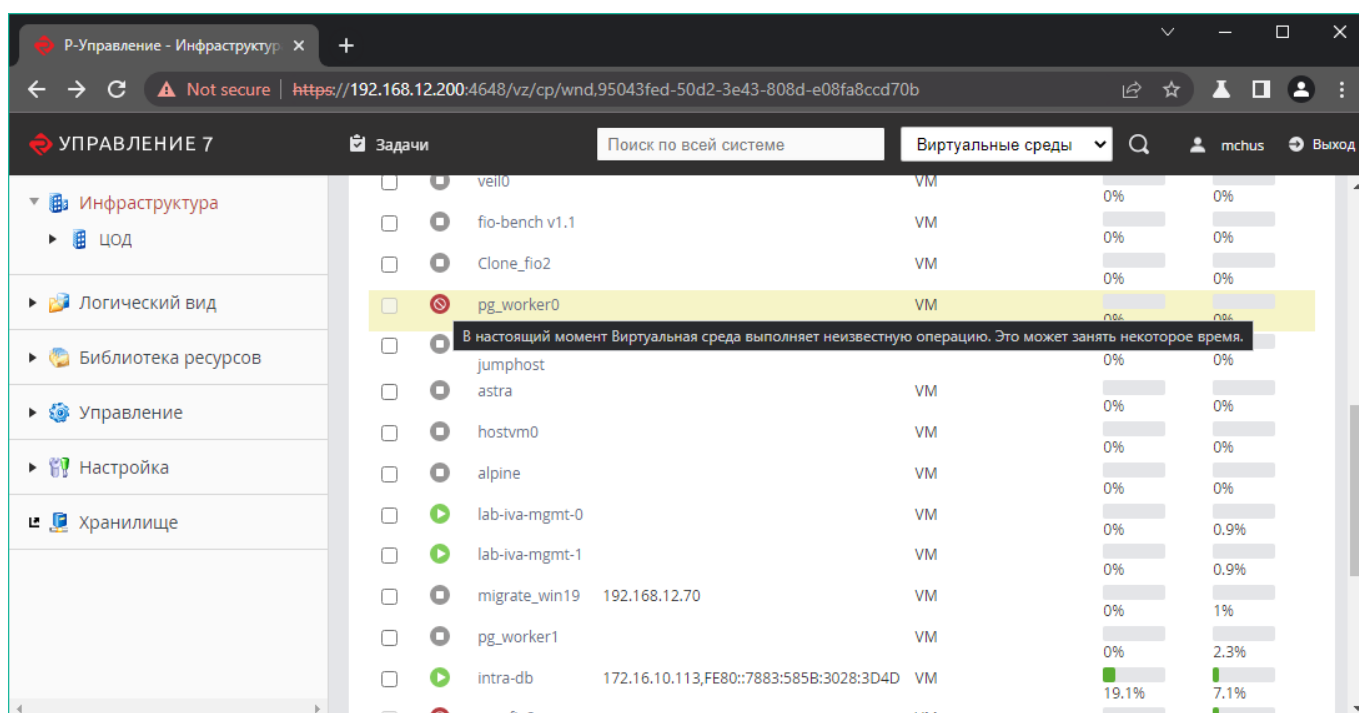 Р-Управление - Инфраструктур
Not secure https://192.168.12.200:4648/vz/cp/wnd,95043fed-50d2-3e43-808d-e08fa8ccd70b
УПРАВЛЕНИЕ 7 Задачи Поиск по всей системе Виртуальные среды mchus Выход
Инфраструктура
ЦОД
Логический вид
Библиотека ресурсов
Управление
Настройка
Хранилище
veil0 VM
0% 0%
fio-bench v1.1 VM
0% 0%
Clone_fio2 VM
0% 0%
pg_worker0 VM
0% 0%
В настоящий момент Виртуальная среда выполняет неизвестную операцию. Это может занять некоторое время.
jumphost
0% 0%
astra VM
0% 0%
hostvm0 VM
0% 0%
alpine VM
0% 0%
lab-iva-mgmt-0 VM
0% 0.9%
lab-iva-mgmt-1 VM
0% 0.9%
migrate_win19 192.168.12.70 VM
0% 1%
pg_worker1 VM
0% 2.3%
intra-db 172.16.10.113,FE80::7883:585B:3028:3D4D VM
19.1% 7.1%